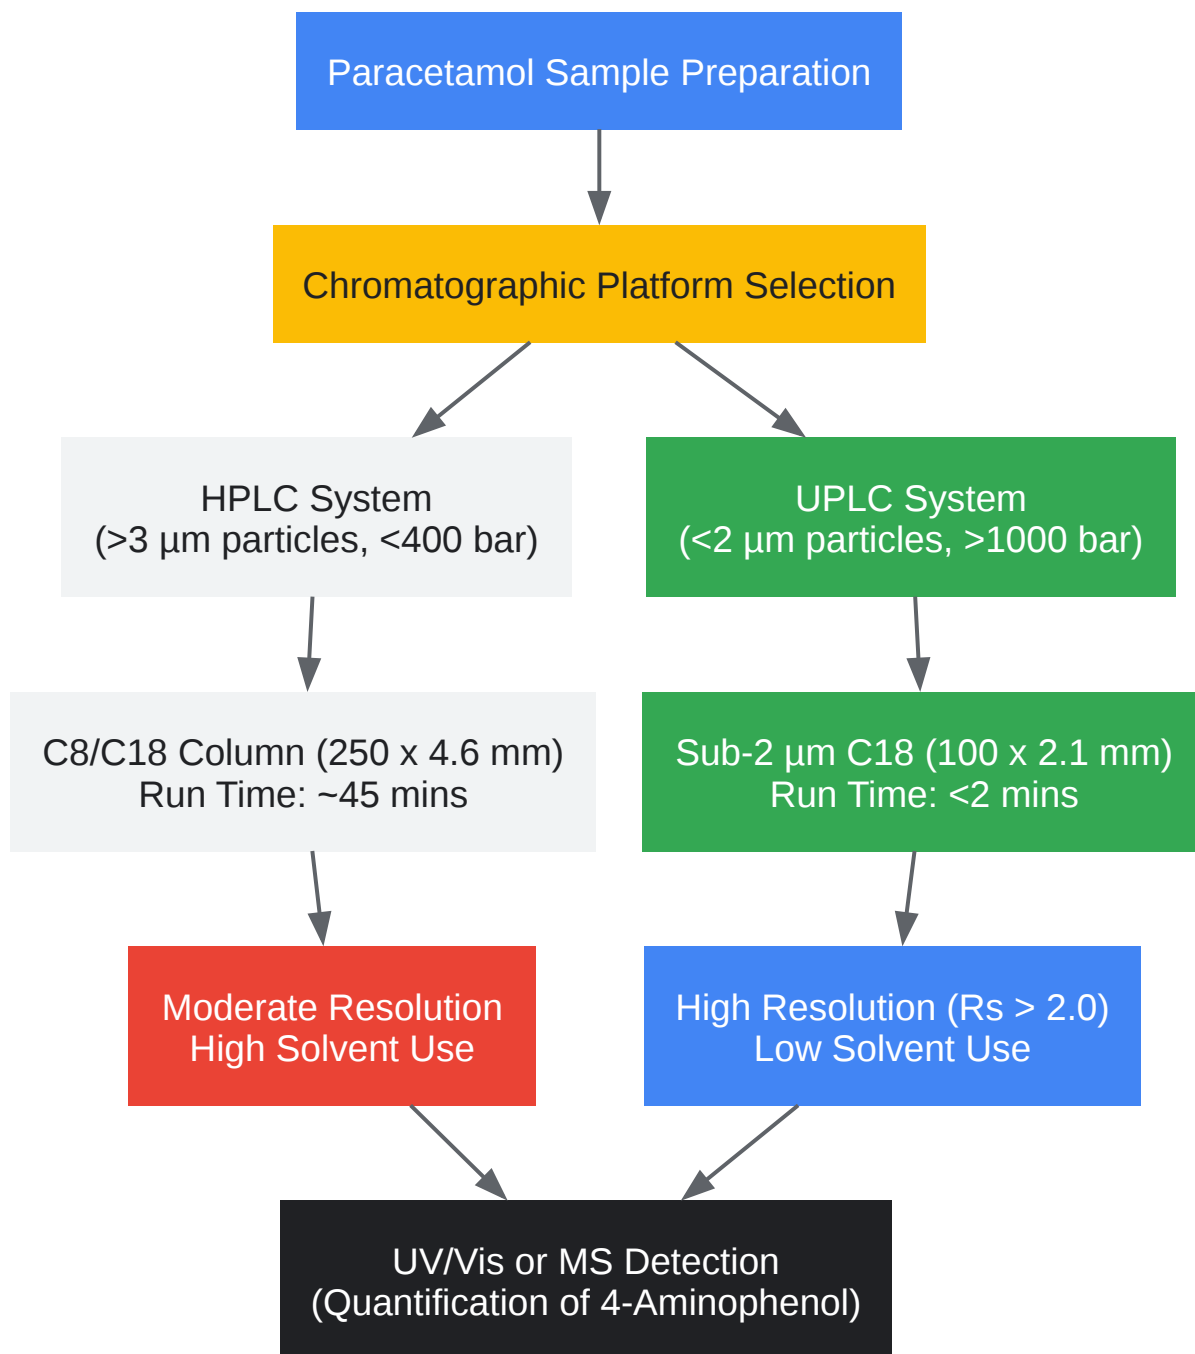 Paracetamol Sample Preparation
Chromatographic Platform Selection
HPLC System
(>3 µm particles, <400 bar)
UPLC System
(<2 µm particles, >1000 bar)
C8/C18 Column (250 x 4.6 mm)
Run Time: ~45 mins
Sub-2 µm C18 (100 x 2.1 mm)
Run Time: <2 mins
Moderate Resolution
High Solvent Use
High Resolution (Rs > 2.0)
Low Solvent Use
UV/Vis or MS Detection
(Quantification of 4-Aminophenol)